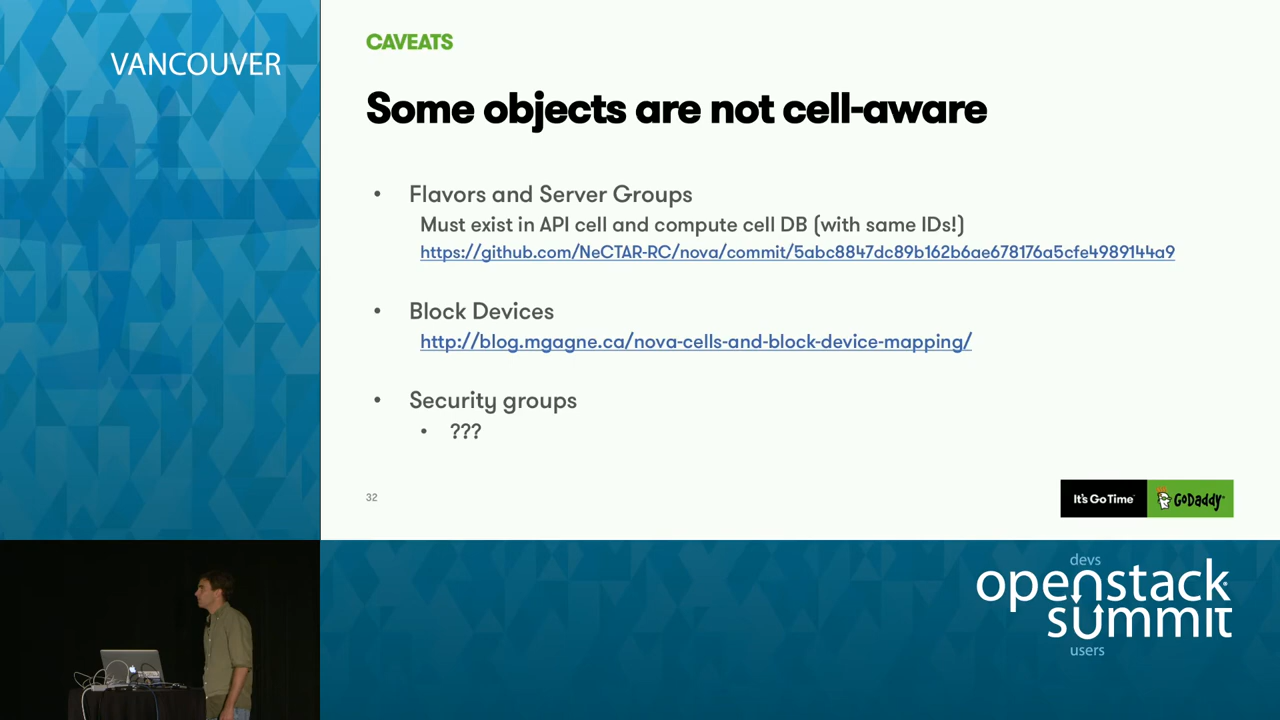 VANCOUVER
CAVEATS
Some objects are not cell-aware
• Flavors and Server Groups
Must exist in API cell and compute cell DB (with same IDs!)
https://github.com/NeCTAR-RC/nova/commit/5abc8847dc89b162b6ae678176a5cfe4989144a9
• Block Devices
http://blog.mgagne.ca/nova-cells-and-block-device-mapping/
• Security groups
• ???
32
It's Go Time
GoDaddy
devs
openstack
summit
users